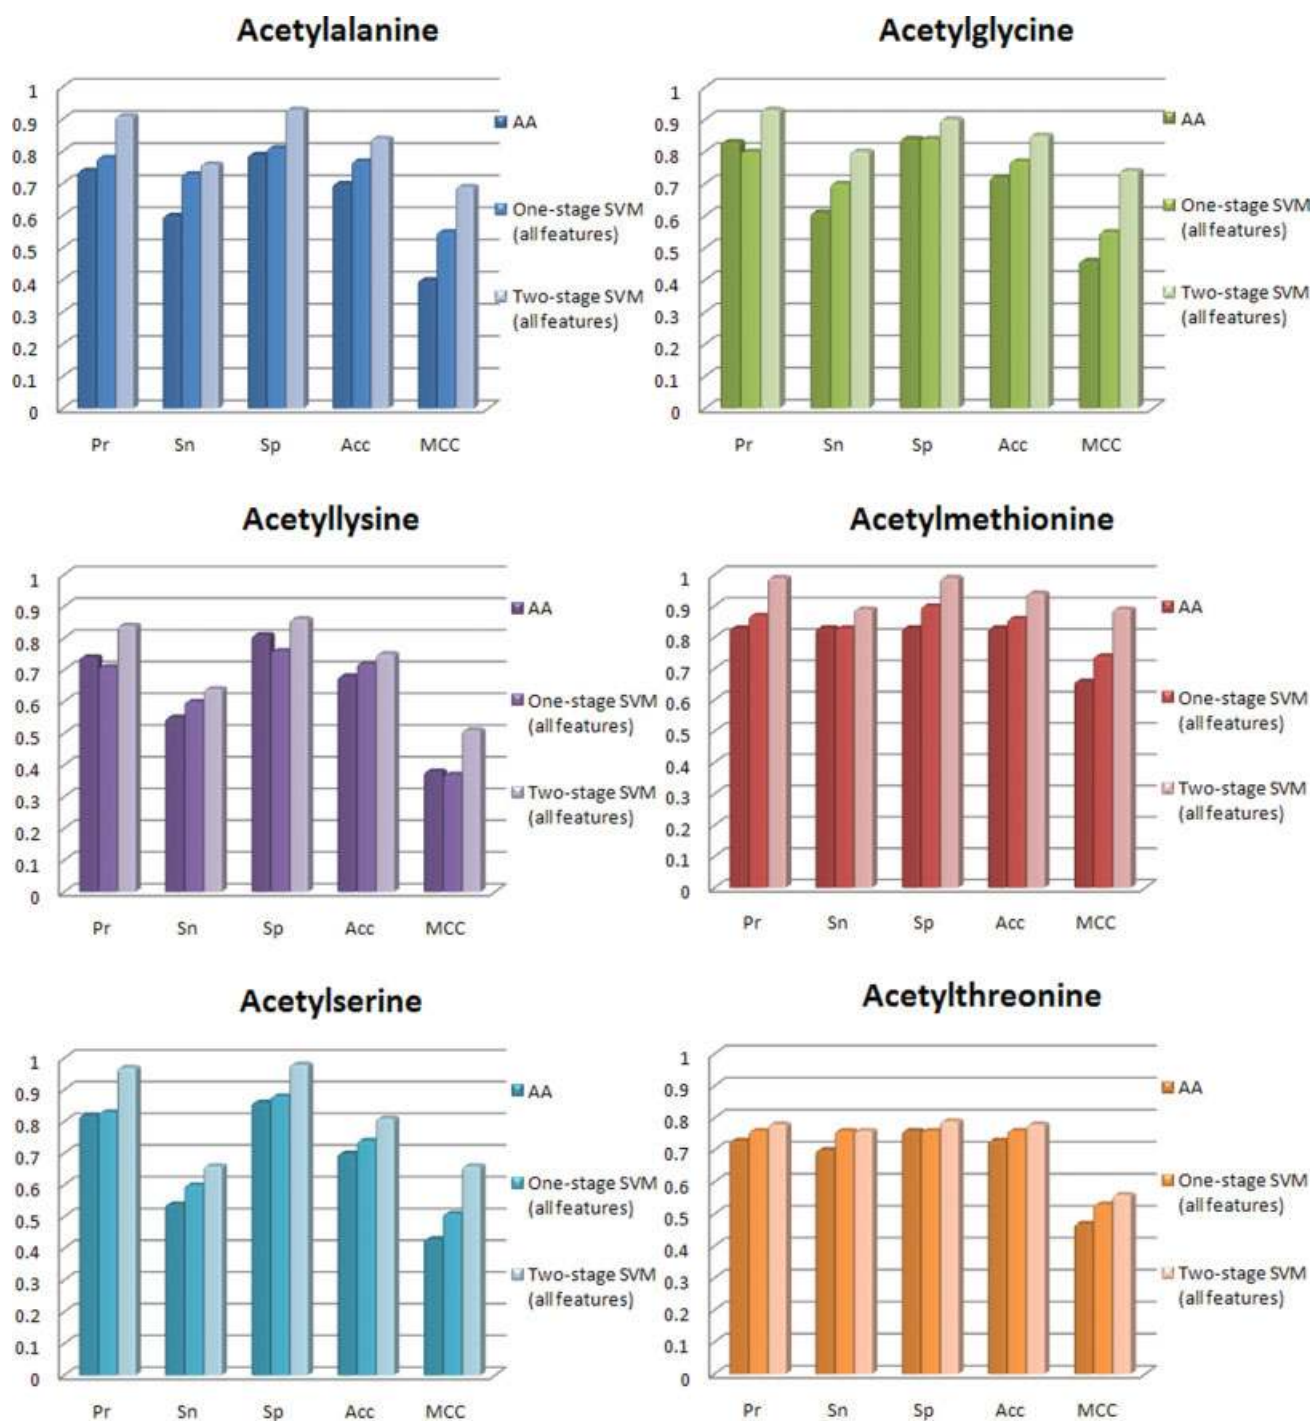 Acetylalanine
1
0.9
0.8
0.7
0.6
0.5
0.4
0.3
0.2
0.1
0
Pr Sn Sp Acc MCC
AA
One-stage SVM
(all features)
Two-stage SVM
(all features)
Acetylglycine
1
0.9
0.8
0.7
0.6
0.5
0.4
0.3
0.2
0.1
0
Pr Sn Sp Acc MCC
AA
One-stage SVM
(all features)
Two-stage SVM
(all features)
Acetyllysine
1
0.9
0.8
0.7
0.6
0.5
0.4
0.3
0.2
0.1
0
Pr Sn Sp Acc MCC
AA
One-stage SVM
(all features)
Two-stage SVM
(all features)
Acetylmethionine
1
0.9
0.8
0.7
0.6
0.5
0.4
0.3
0.2
0.1
0
Pr Sn Sp Acc MCC
AA
One-stage SVM
(all features)
Two-stage SVM
(all features)
Acetylserine
1
0.9
0.8
0.7
0.6
0.5
0.4
0.3
0.2
0.1
0
Pr Sn Sp Acc MCC
AA
One-stage SVM
(all features)
Two-stage SVM
(all features)
Acetylthreonine
1
0.9
0.8
0.7
0.6
0.5
0.4
0.3
0.2
0.1
0
Pr Sn Sp Acc MCC
AA
One-stage SVM
(all features)
Two-stage SVM
(all features)